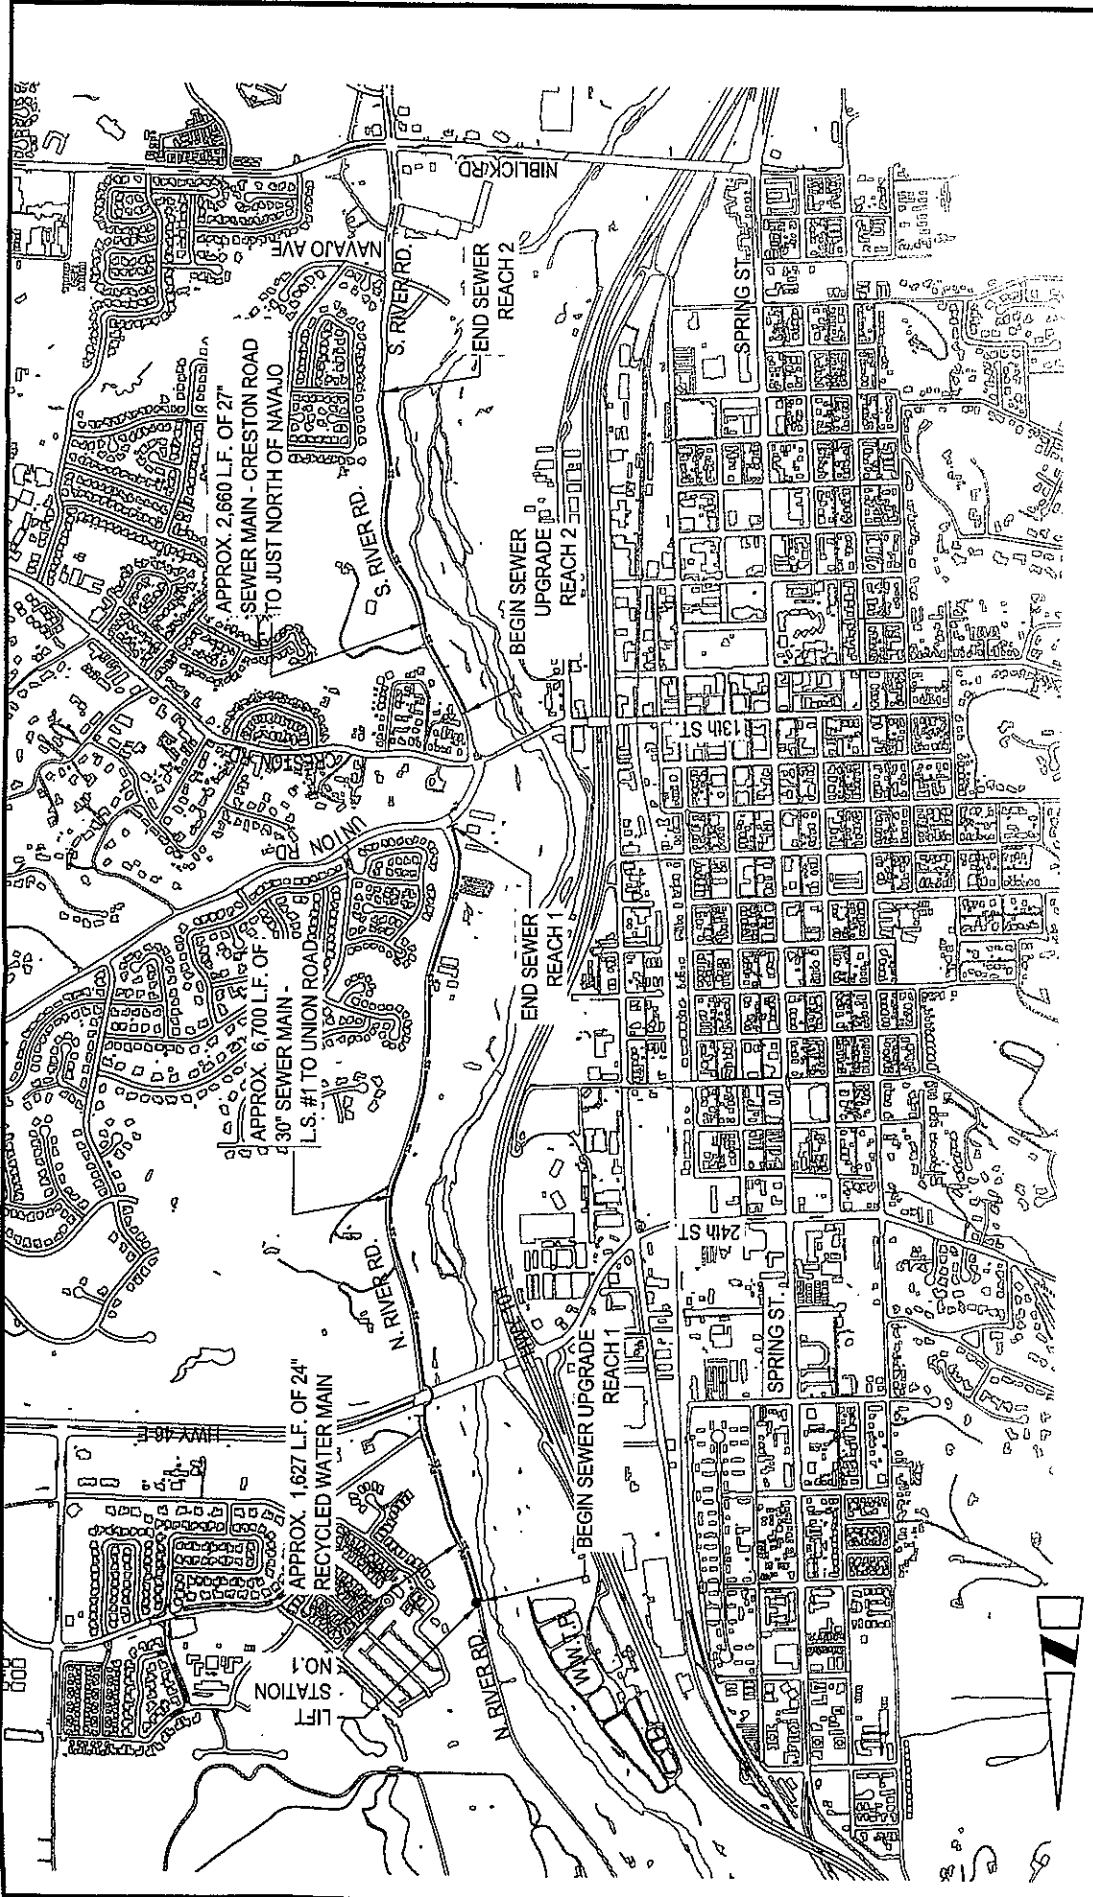 NIBLICK RD.
NAVAJO AVE
S. RIVER RD.
END SEWER
REACH 2
SPRING ST.
APPROX. 2,660 L.F. OF 27"
SEWER MAIN - CRESTON ROAD
TO JUST NORTH OF NAVAJO
S. RIVER RD.
BEGIN SEWER
UPGRADE
REACH 2
13th ST.
CRESTON
RD
UNION
RD
END SEWER
REACH 1
APPROX. 6,700 L.F. OF
30" SEWER MAIN -
L.S. #1 TO UNION ROAD
24th ST.
N. RIVER RD.
HWY 101
SPRING ST.
BEGIN SEWER UPGRADE
REACH 1
HWY 46 E
APPROX. 1,627 L.F. OF 24"
RECYCLED WATER MAIN
W.W.T.P.
LIFT
STATION
NO.1
N. RIVER RD.